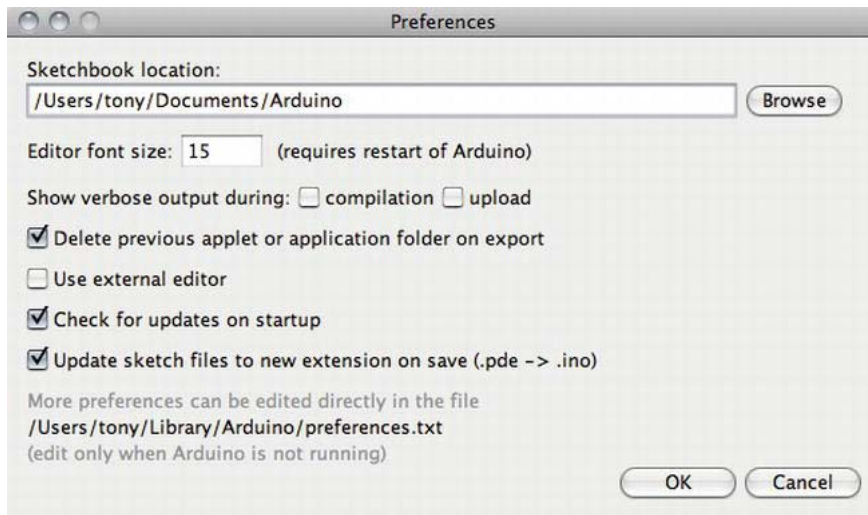 Preferences
Sketchbook location:
/Users/tony/Documents/Arduino
Browse
Editor font size: 15 (requires restart of Arduino)
Show verbose output during: compilation upload
Delete previous applet or application folder on export
Use external editor
Check for updates on startup
Update sketch files to new extension on save (.pde -> .ino)
More preferences can be edited directly in the file
/Users/tony/Library/Arduino/preferences.txt
(edit only when Arduino is not running)
OK Cancel